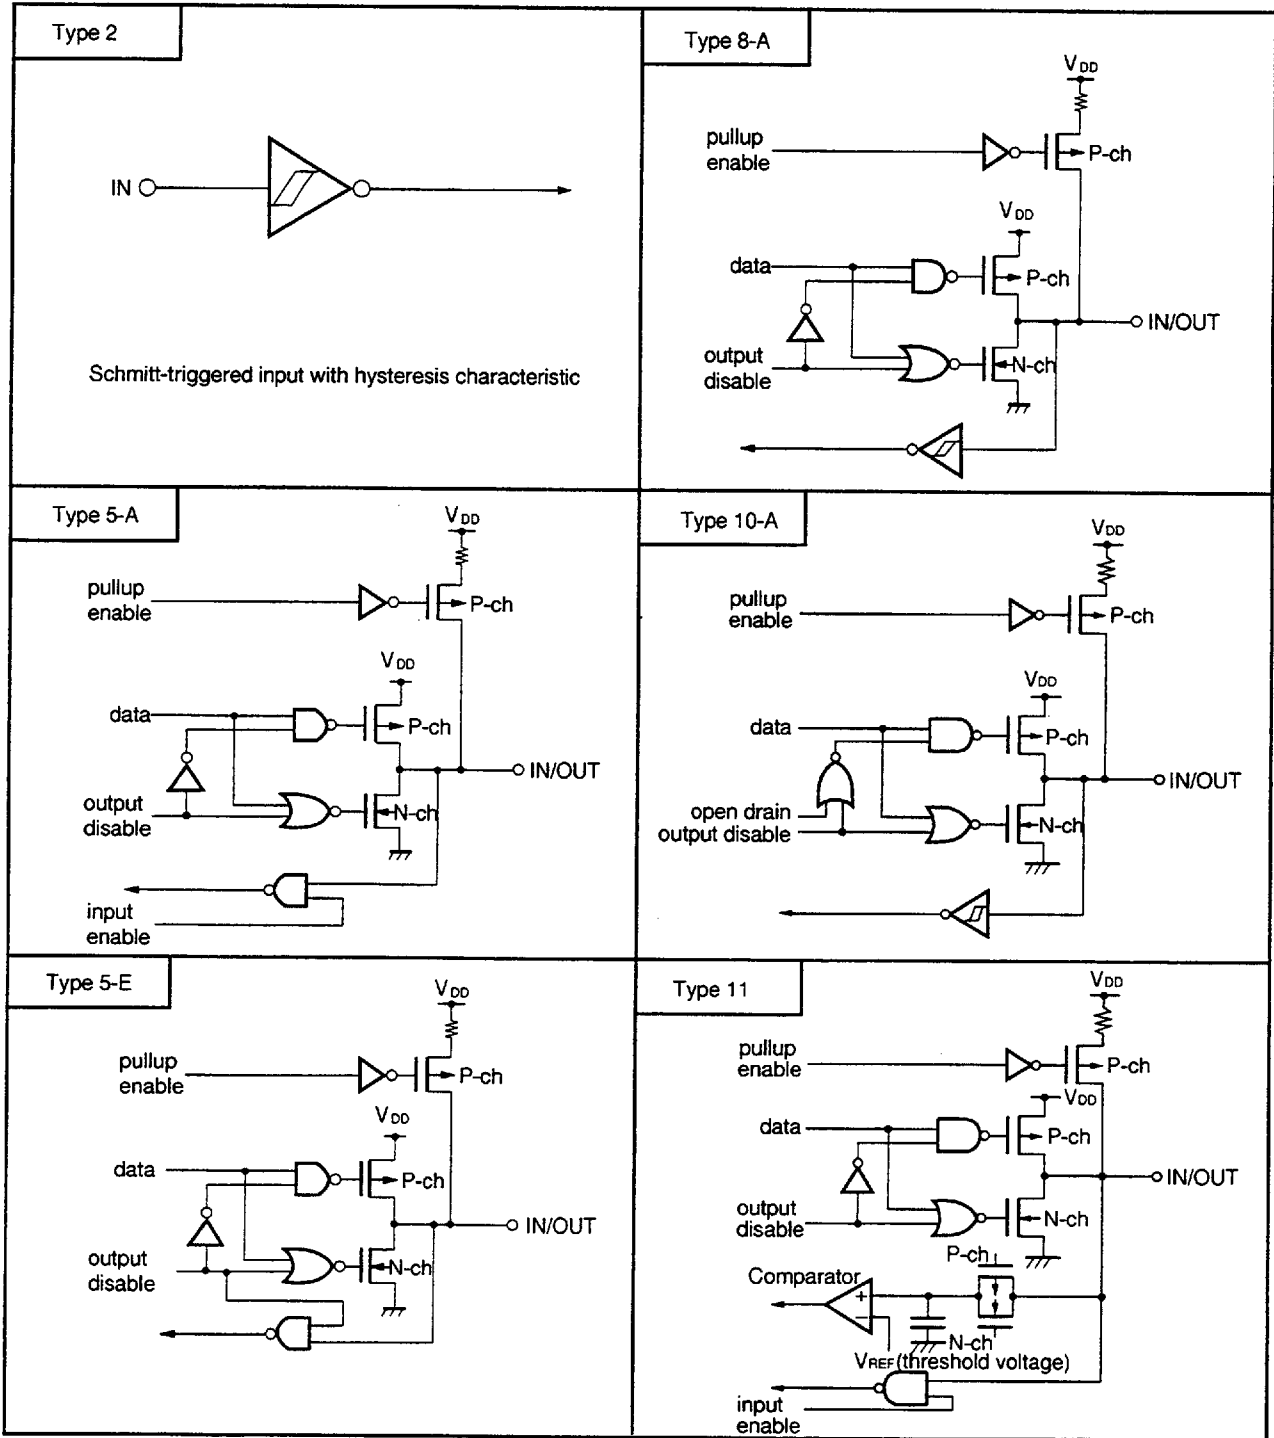 Type 2
IN
Schmitt-triggered input with hysteresis characteristic
Type 8-A
VDD
pullup
enable
P-ch
VDD
data
P-ch
IN/OUT
output
disable
N-ch
Type 5-A
VDD
pullup
enable
P-ch
VDD
data
P-ch
IN/OUT
output
disable
N-ch
input
enable
Type 10-A
VDD
pullup
enable
P-ch
VDD
data
P-ch
IN/OUT
open drain
output disable
N-ch
Type 5-E
VDD
pullup
enable
P-ch
VDD
data
P-ch
IN/OUT
output
disable
N-ch
Type 11
VDD
pullup
enable
P-ch
VDD
data
P-ch
IN/OUT
output
disable
N-ch
P-ch
Comparator
+
−
N-ch
VREF (threshold voltage)
input
enable